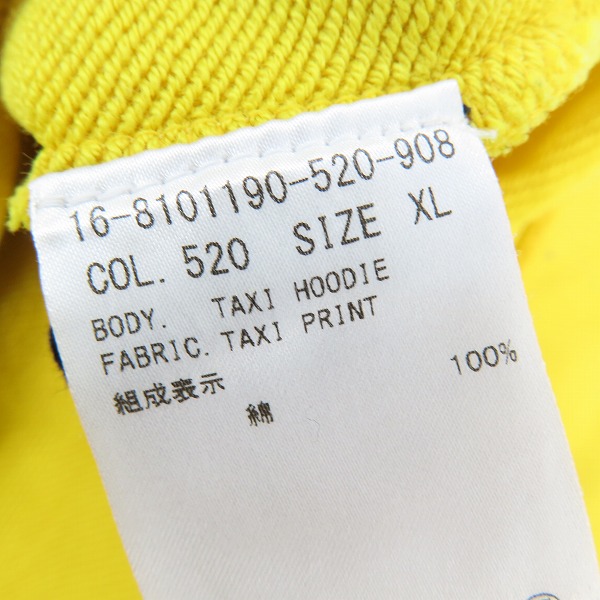 16-8101190-520-908
COL. 520 SIZE XL
BODY. TAXI HOODIE
FABRIC. TAXI PRINT
組成表示
綿 100%